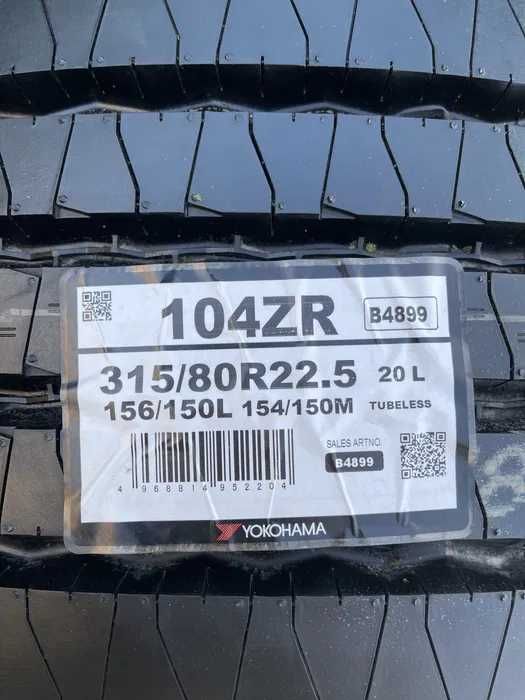 104ZR B4899
315/80R22.5 20 L
156/150L 154/150M TUBELESS
SALES ARTNO.
B4899
4 968814 952204
YOKOHAMA